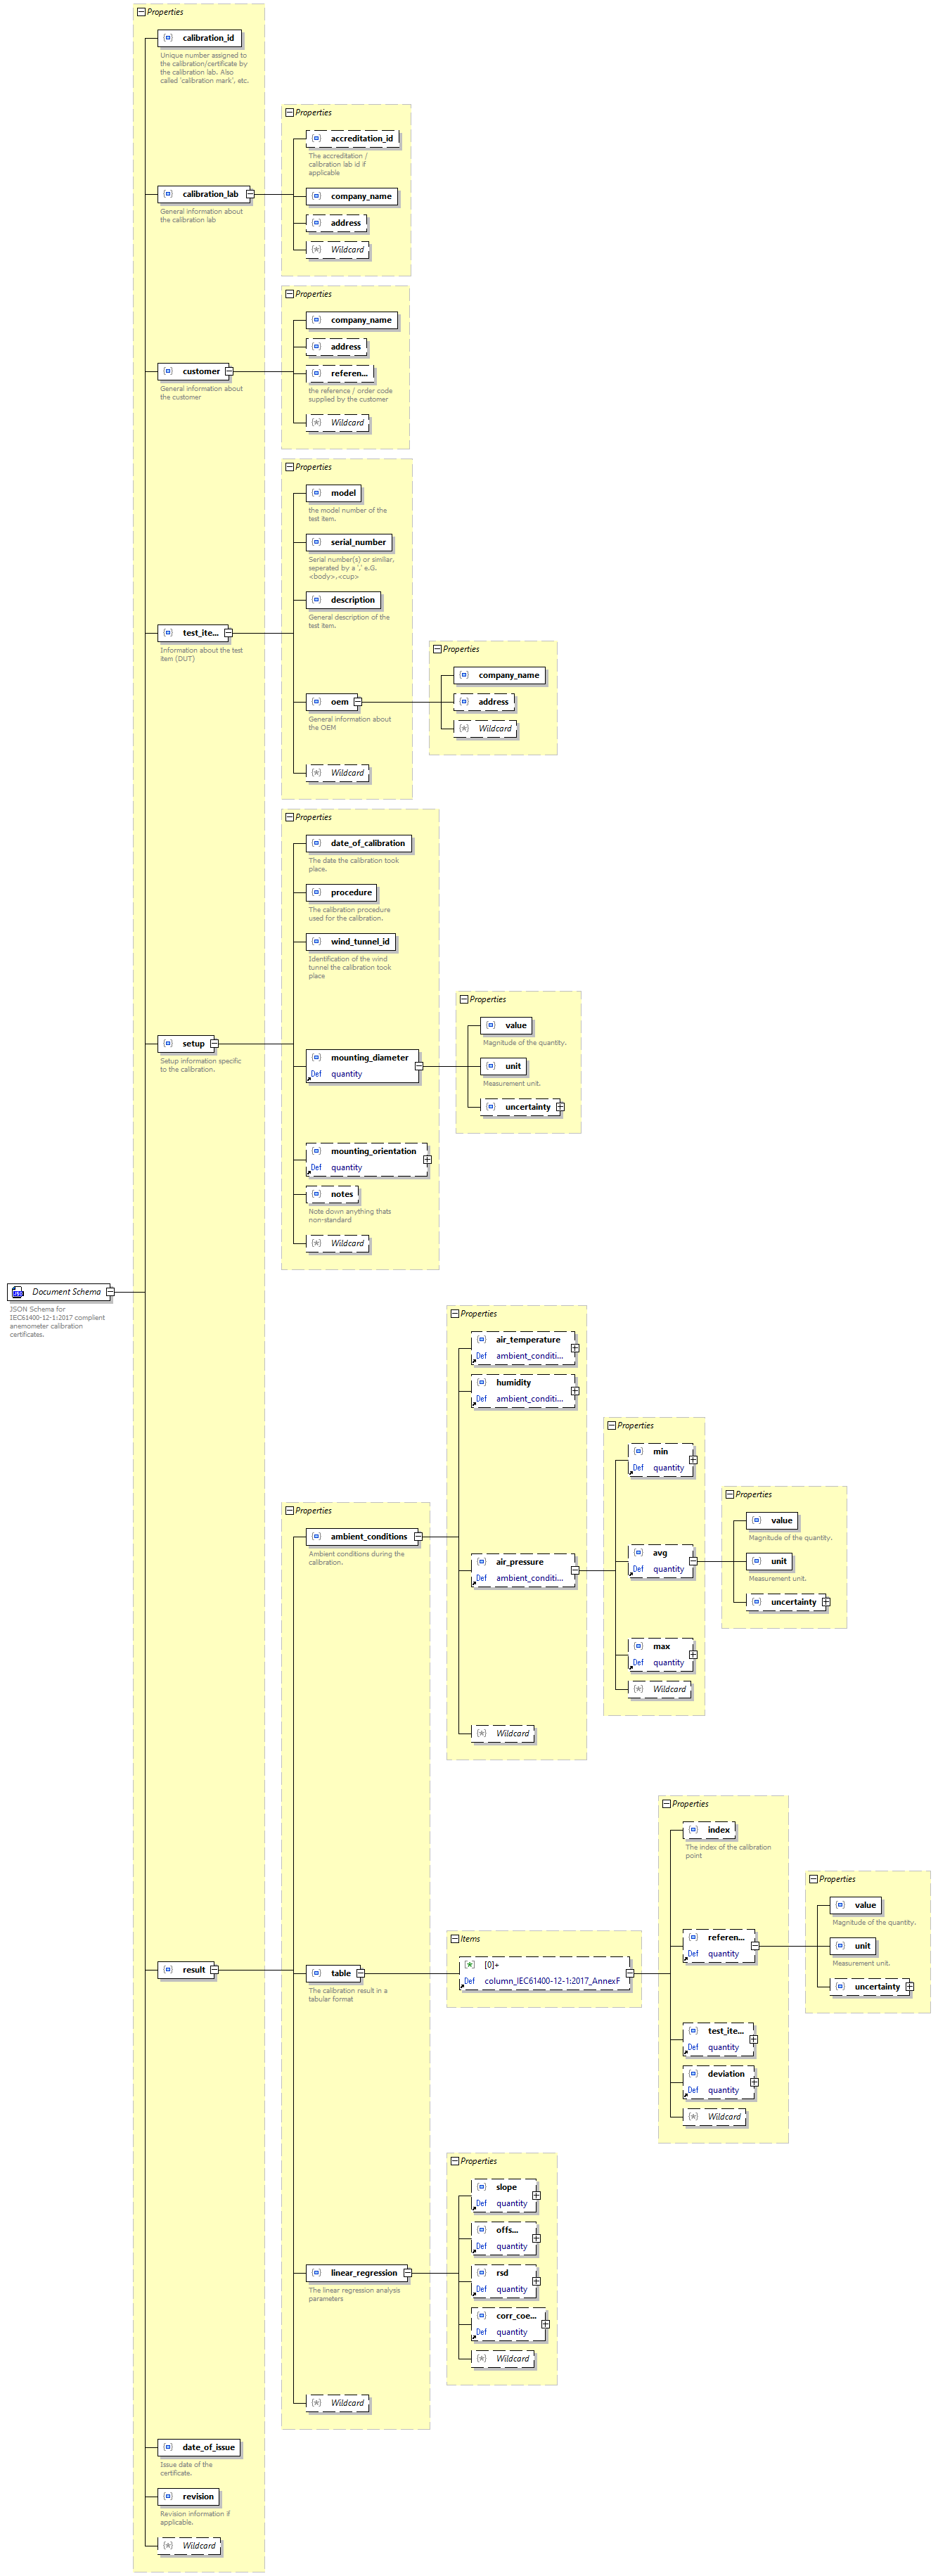 Properties
calibration_id
Unique number assigned to
the calibration/certificate by
the calibration lab. Also
called 'calibration mark', etc.
Properties
accreditation_id
The accreditation /
calibration lab id if
applicable
calibration_lab
General information about
the calibration lab
company_name
address
Wildcard
Properties
company_name
address
customer
General information about
the customer
referen...
the reference / order code
supplied by the customer
Wildcard
Properties
model
the model number of the
test item.
serial_number
Serial number(s) or similiar,
seperated by a ',' e.G.
<body>,<cup>
description
General description of the
test item.
test_ite...
Information about the test
item (DUT)
oem
General information about
the OEM
Properties
company_name
address
Wildcard
Wildcard
Properties
date_of_calibration
The date the calibration took
place.
procedure
The calibration procedure
used for the calibration.
wind_tunnel_id
Identification of the wind
tunnel the calibration took
place
setup
Setup information specific
to the calibration.
mounting_diameter
Def quantity
Properties
value
Magnitude of the quantity.
unit
Measurement unit.
uncertainty
mounting_orientation
Def quantity
notes
Note down anything thats
non-standard
Wildcard
Document Schema
JSON Schema for
IEC61400-12-1:2017 complient
anemometer calibration
certificates.
Properties
air_temperature
Def ambient_conditi...
humidity
Def ambient_conditi...
Properties
min
Def quantity
Properties
ambient_conditions
Ambient conditions during the
calibration.
air_pressure
Def ambient_conditi...
avg
Def quantity
Properties
value
Magnitude of the quantity.
unit
Measurement unit.
uncertainty
max
Def quantity
Wildcard
Wildcard
result
table
The calibration result in a
tabular format
Items
[0]+
Def column_IEC61400-12-1:2017_AnnexF
Properties
index
The index of the calibration
point
referen...
Def quantity
Properties
value
Magnitude of the quantity.
unit
Measurement unit.
uncertainty
test_ite...
Def quantity
deviation
Def quantity
Wildcard
linear_regression
The linear regression analysis
parameters
Properties
slope
Def quantity
offs...
Def quantity
rsd
Def quantity
corr_coe...
Def quantity
Wildcard
Wildcard
date_of_issue
Issue date of the
certificate.
revision
Revision information if
applicable.
Wildcard